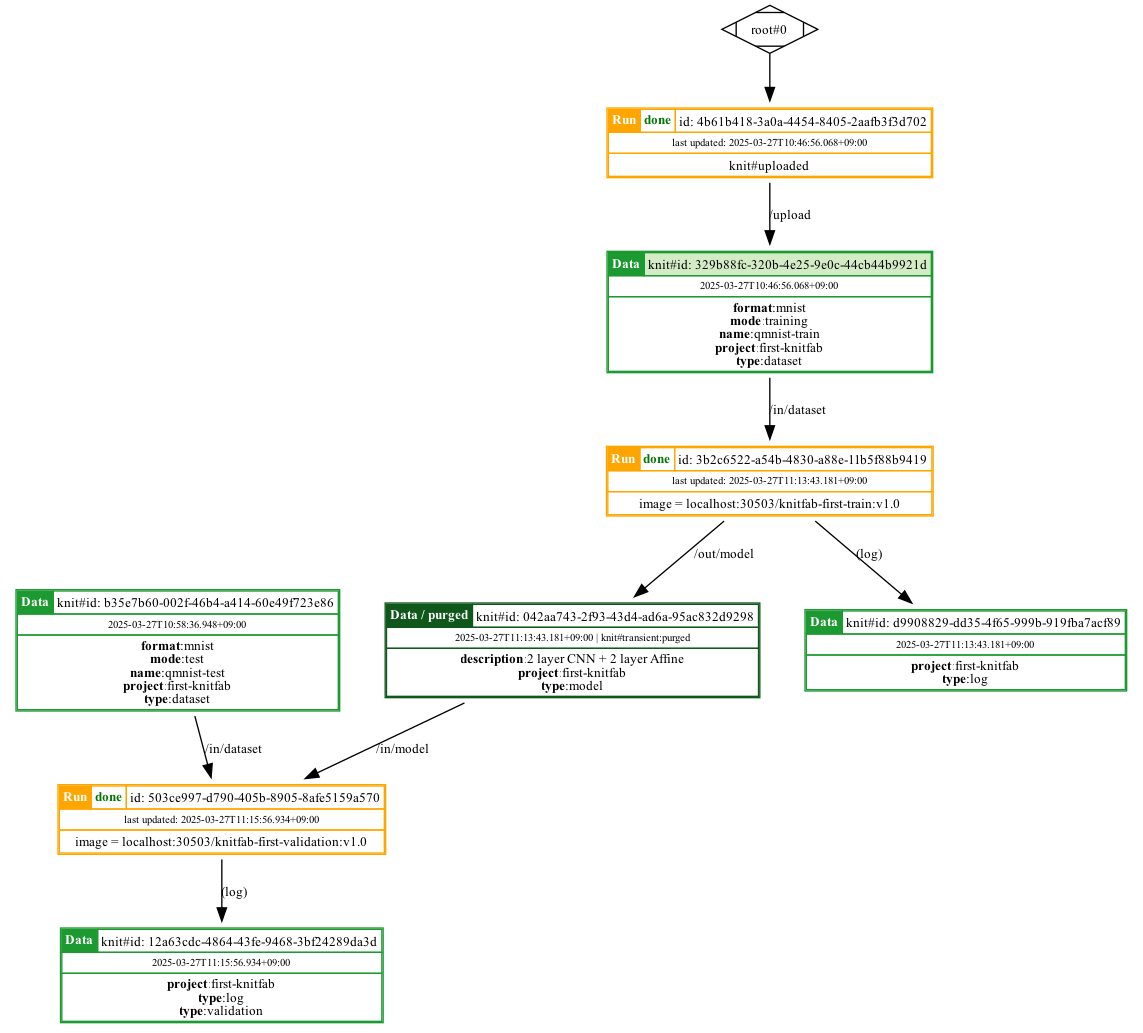 root#0
Run done id: 4b61b418-3a0a-4454-8405-2aafb3f3d702
last updated: 2025-03-27T10:46:56.068+09:00
knit#uploaded
/upload
Data knit#id: 329b88fc-320b-4e25-9e0c-44cb44b9921d
2025-03-27T10:46:56.068+09:00
format:mnist
mode:training
name:qmnist-train
project:first-knitfab
type:dataset
/in/dataset
Run done id: 3b2c6522-a54b-4830-a88e-11b5f88b9419
last updated: 2025-03-27T11:13:43.181+09:00
image = localhost:30503/knitfab-first-train:v1.0
/out/model
(log)
Data knit#id: b35e7b60-002f-46b4-a414-60e49f723e86
2025-03-27T10:58:36.948+09:00
format:mnist
mode:test
name:qmnist-test
project:first-knitfab
type:dataset
Data / purged knit#id: 042aa743-2f93-43d4-ad6a-95ac832d9298
2025-03-27T11:13:43.181+09:00 | knit#transient:purged
description:2 layer CNN + 2 layer Affine
project:first-knitfab
type:model
Data knit#id: d9908829-dd35-4f65-999b-919fba7acf89
2025-03-27T11:13:43.181+09:00
project:first-knitfab
type:log
/in/dataset
/in/model
Run done id: 503ce997-d790-405b-8905-8afe5159a570
last updated: 2025-03-27T11:15:56.934+09:00
image = localhost:30503/knitfab-first-validation:v1.0
(log)
Data knit#id: 12a63cdc-4864-43fe-9468-3bf24289da3d
2025-03-27T11:15:56.934+09:00
project:first-knitfab
type:log
type:validation